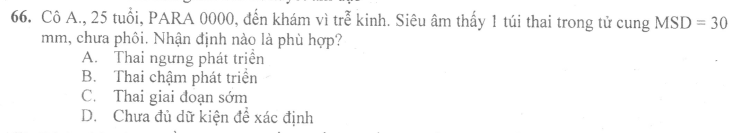 66. Cô A., 25 tuổi, PARA 0000, đến khám vì trễ kinh. Siêu âm thấy 1 túi thai trong tử cung MSD = 30
mm, chưa phôi. Nhận định nào là phù hợp?
A. Thai ngưng phát triển
B. Thai chậm phát triển
C. Thai giai đoạn sớm
D. Chưa đủ dữ kiện để xác định